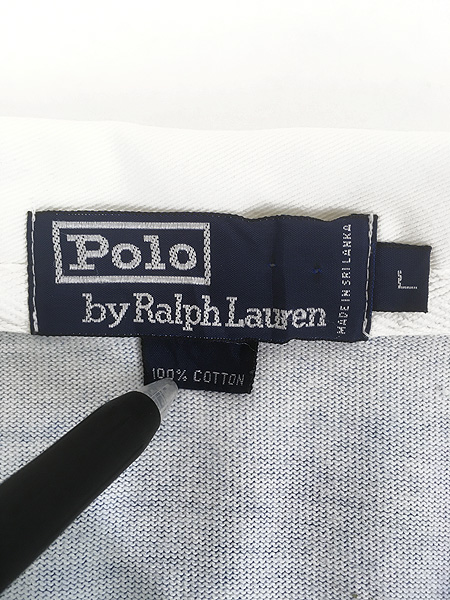 Polo
by Ralph Lauren
MADE IN SRI LANKA
L
100% COTTON